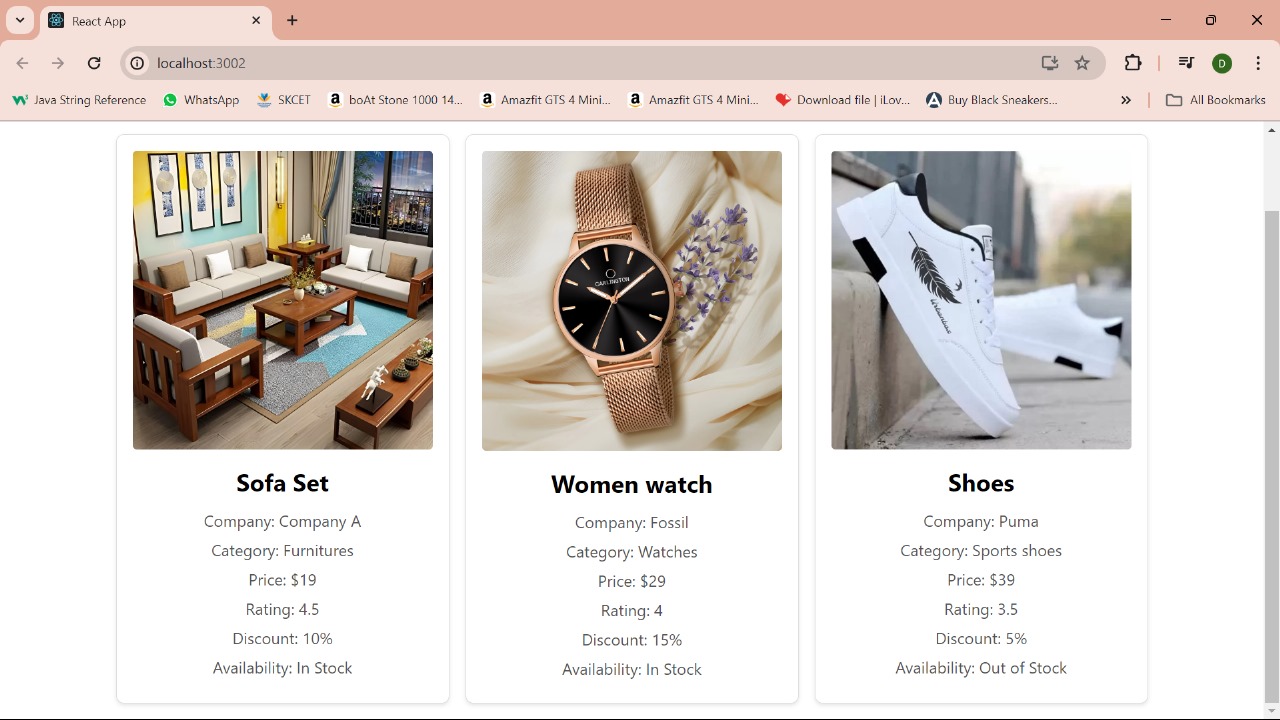 React App
localhost:3002
Java String Reference
WhatsApp
SKCET
boAt Stone 1000 14...
Amazfit GTS 4 Mini...
Amazfit GTS 4 Mini...
Download file | iLov...
Buy Black Sneakers...
All Bookmarks
D
CARLINGTON
Sofa Set
Company: Company A
Category: Furnitures
Price: $19
Rating: 4.5
Discount: 10%
Availability: In Stock
Women watch
Company: Fossil
Category: Watches
Price: $29
Rating: 4
Discount: 15%
Availability: In Stock
Shoes
Company: Puma
Category: Sports shoes
Price: $39
Rating: 3.5
Discount: 5%
Availability: Out of Stock